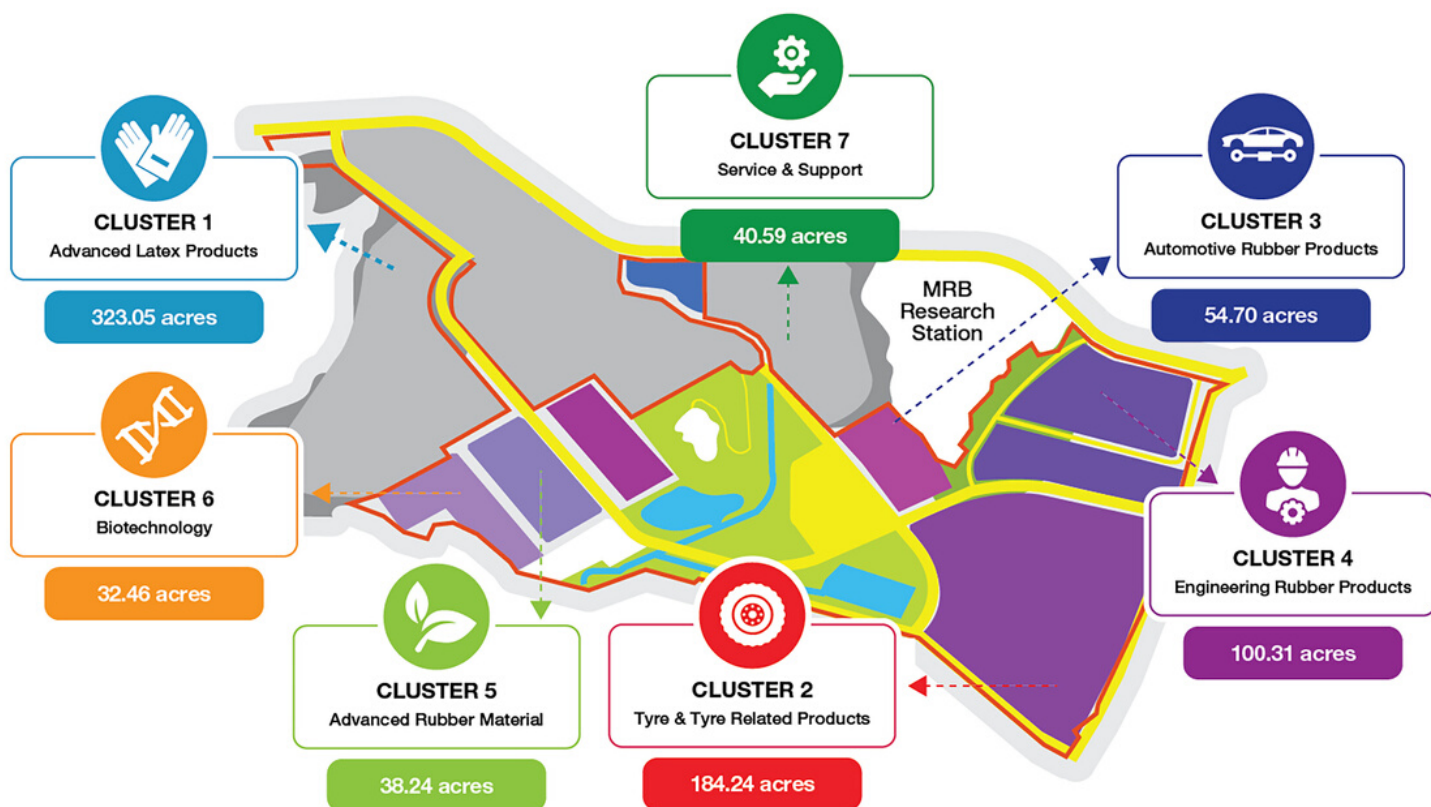 CLUSTER 7
Service & Support
40.59 acres
CLUSTER 1
Advanced Latex Products
323.05 acres
CLUSTER 3
Automotive Rubber Products
54.70 acres
MRB
Research
Station
CLUSTER 6
Biotechnology
32.46 acres
CLUSTER 4
Engineering Rubber Products
100.31 acres
CLUSTER 5
Advanced Rubber Material
38.24 acres
CLUSTER 2
Tyre & Tyre Related Products
184.24 acres